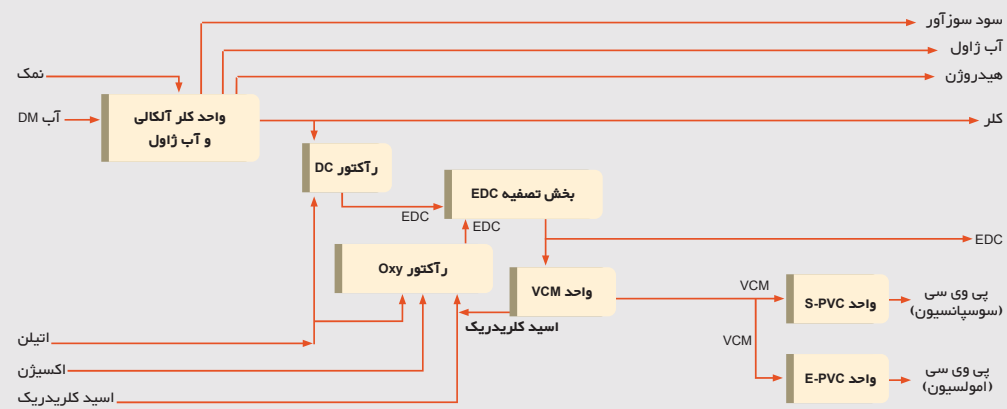 سود سوزآور
آب ژاول
هیدروژن
نمک
آب DM
واحد کلر آلکالی
و آب ژاول
کلر
رآکتور DC
بخش تصفیه EDC
EDC
EDC
EDC
رآکتور Oxy
واحد VCM
اسید کلریدریک
VCM
واحد S-PVC
پی وی سی
(سوسپانسیون)
VCM
واحد E-PVC
پی وی سی
(امولسیون)
اتیلن
اکسیژن
اسید کلریدریک